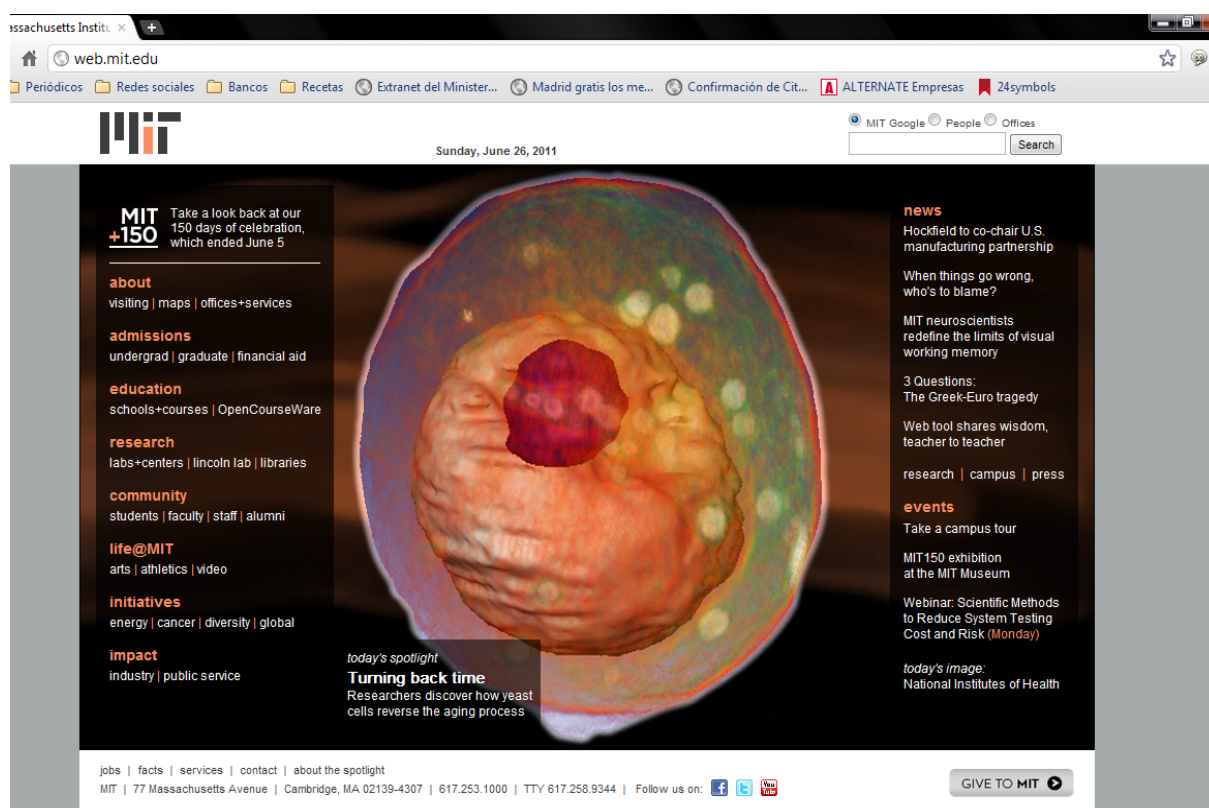 assachusetts Institu
web.mit.edu
Periódicos Redes sociales Bancos Recetas Extranet del Minister... Madrid gratis los me... Confirmación de Cit... A ALTERNATE Empresas 24symbols
MIT
MIT Google People Offices
Sunday, June 26, 2011
Search
MIT +150
Take a look back at our
150 days of celebration,
which ended June 5
about
visiting | maps | offices+services
admissions
undergrad | graduate | financial aid
education
schools+courses | OpenCourseWare
research
labs+centers | lincoln lab | libraries
community
students | faculty | staff | alumni
life@MIT
arts | athletics | video
initiatives
energy | cancer | diversity | global
impact
industry | public service
today's spotlight
Turning back time
Researchers discover how yeast
cells reverse the aging process
news
Hockfield to co-chair U.S.
manufacturing partnership
When things go wrong,
who's to blame?
MIT neuroscientists
redefine the limits of visual
working memory
3 Questions:
The Greek-Euro tragedy
Web tool shares wisdom,
teacher to teacher
research | campus | press
events
Take a campus tour
MIT150 exhibition
at the MIT Museum
Webinar: Scientific Methods
to Reduce System Testing
Cost and Risk (Monday)
today's image:
National Institutes of Health
jobs | facts | services | contact | about the spotlight
MIT | 77 Massachusetts Avenue | Cambridge, MA 02139-4307 | 617.253.1000 | TTY 617.258.9344 | Follow us on: f t You Tube
GIVE TO MIT